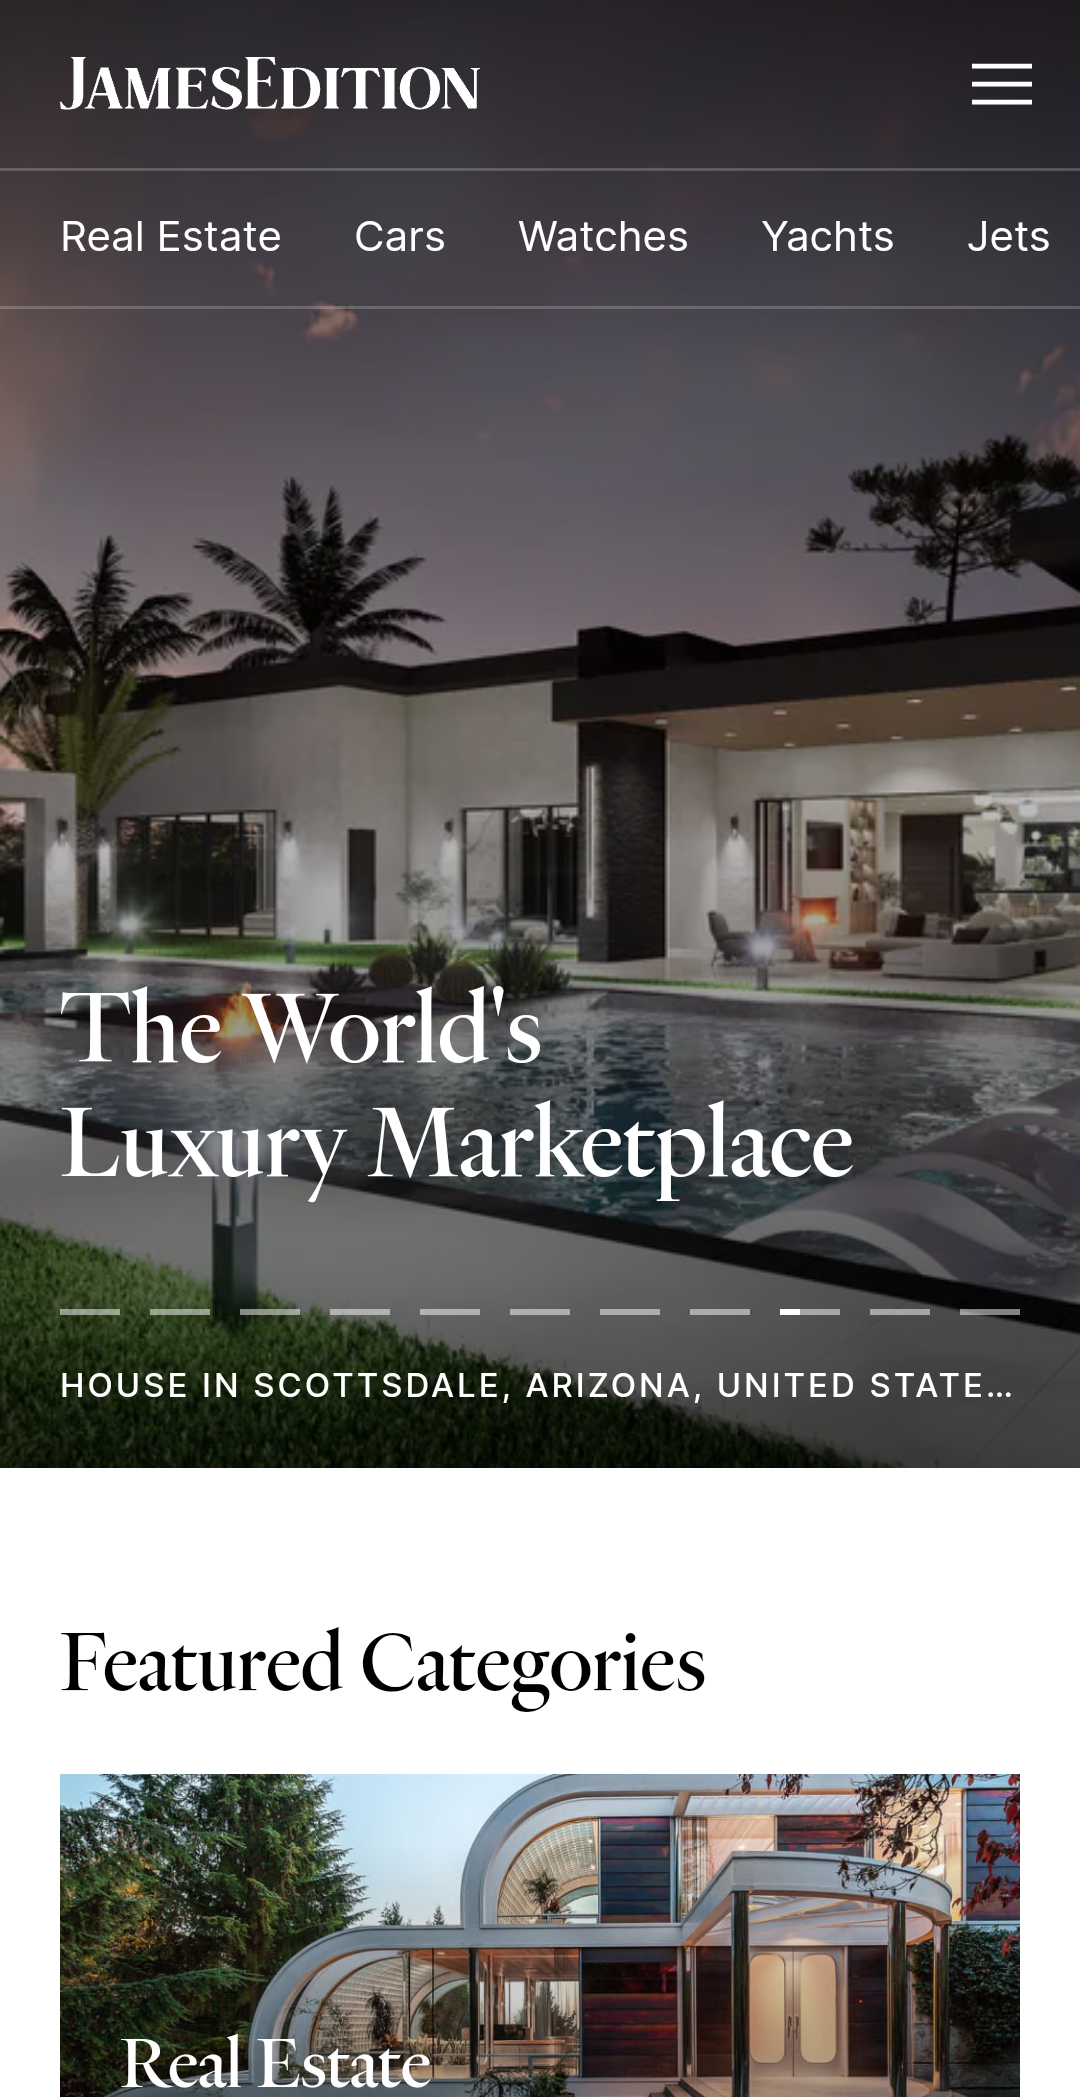 JAMESEDITION
Real Estate Cars Watches Yachts Jets
The World's
Luxury Marketplace
HOUSE IN SCOTTSDALE, ARIZONA, UNITED STATE...
Featured Categories
Real Estate